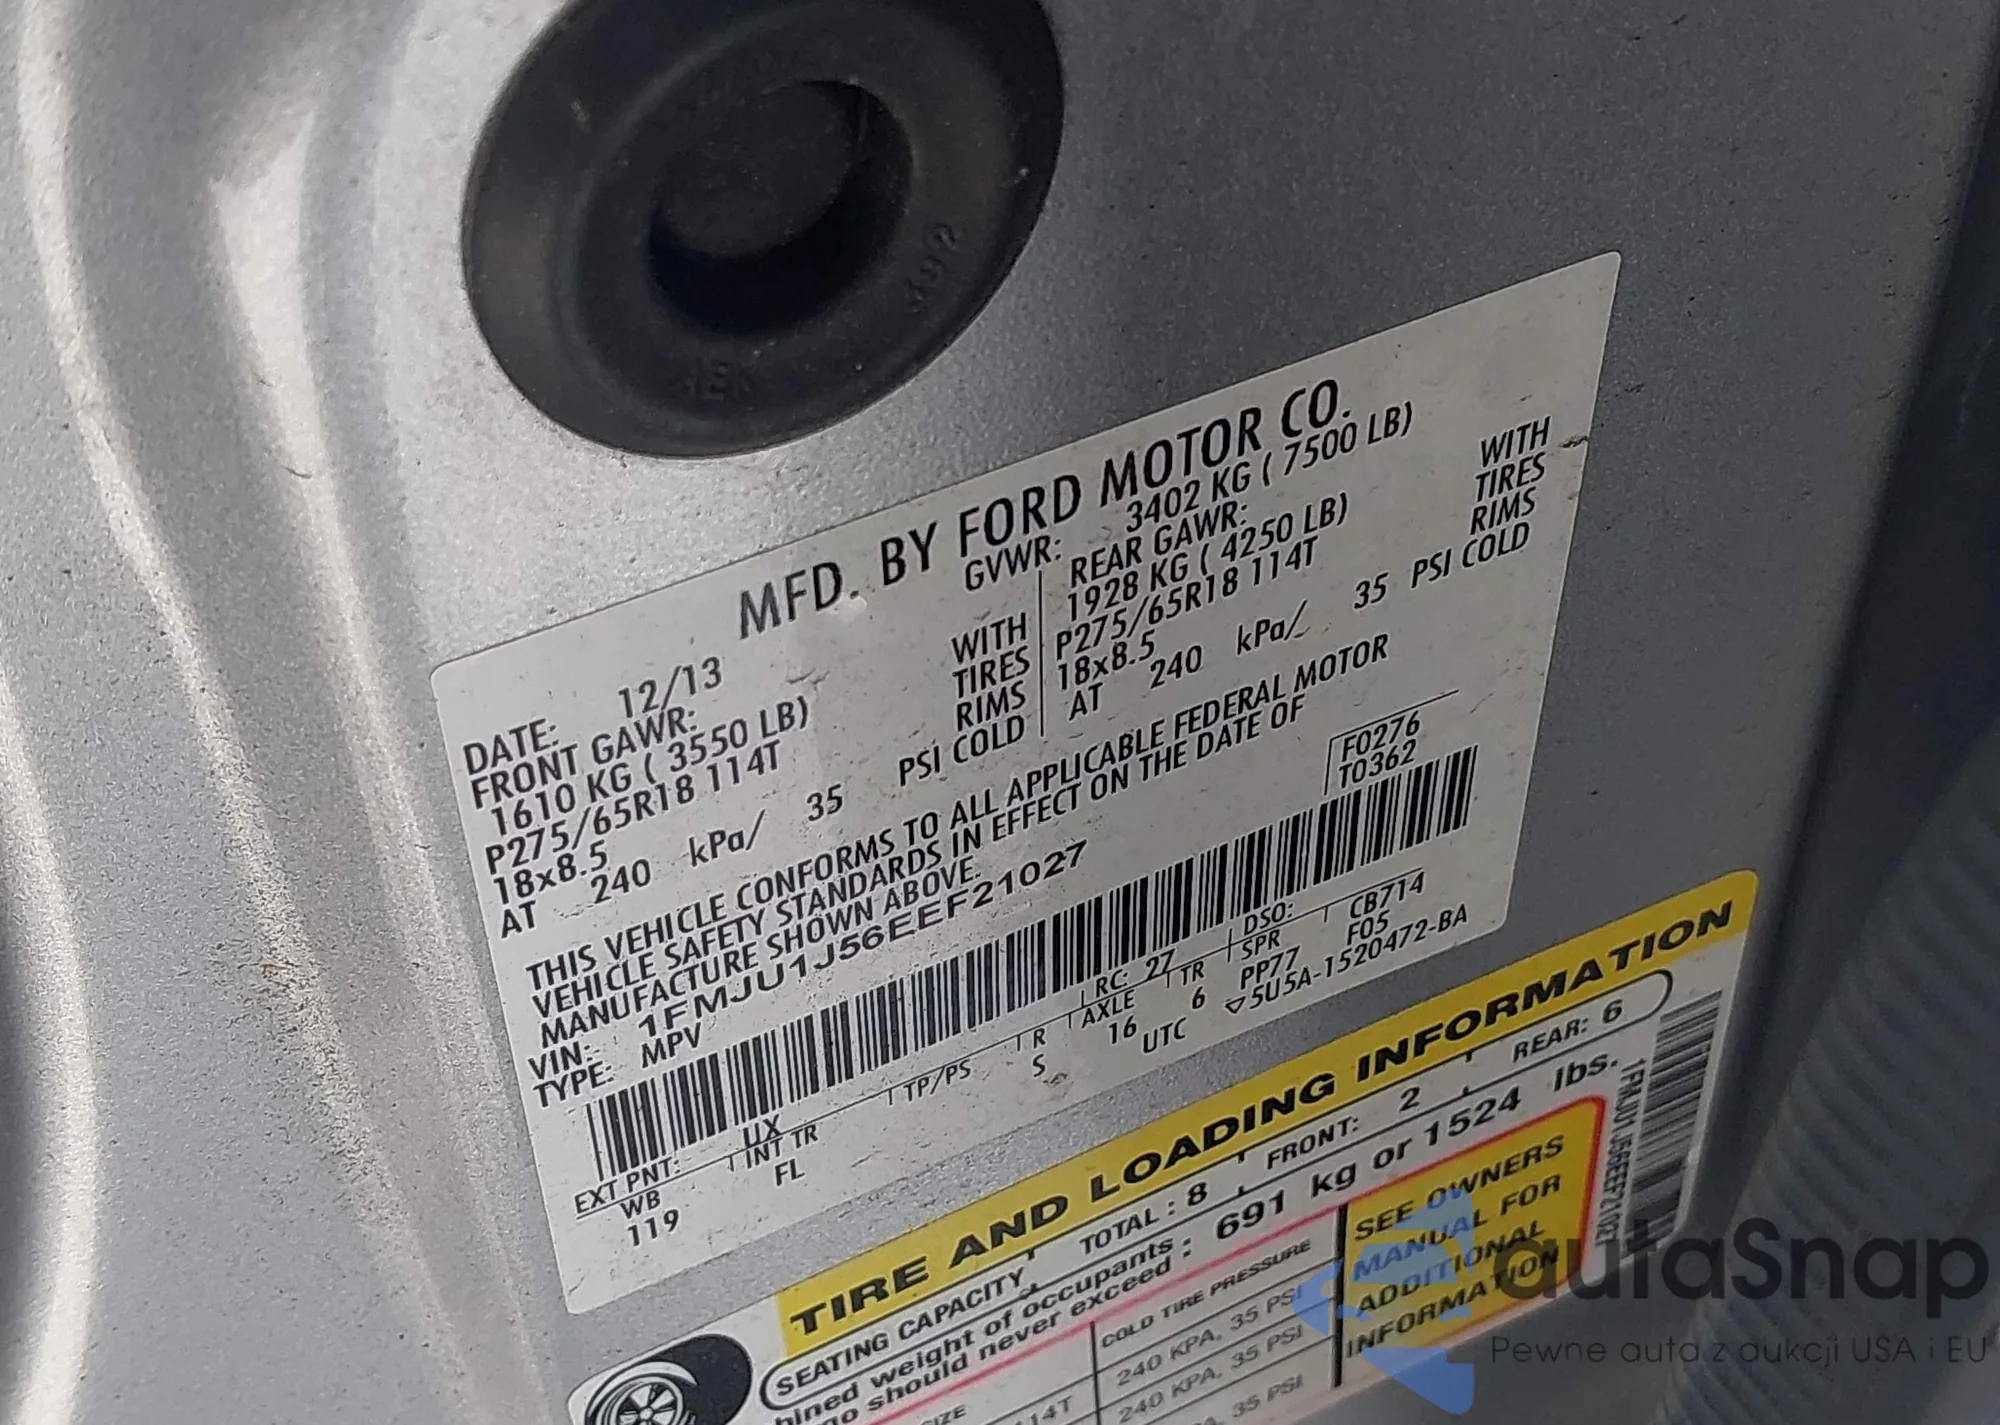 MFD. BY FORD MOTOR CO.
DATE: 12/13 GVWR: 3402 KG ( 7500 LB)
FRONT GAWR: REAR GAWR:
1610 KG ( 3550 LB) WITH 1928 KG ( 4250 LB) WITH
P275/65R18 114T TIRES P275/65R18 114T TIRES
18x8.5 RIMS 18x8.5 RIMS
AT 240 kPa/ 35 PSI COLD AT 240 kPa/ 35 PSI COLD
THIS VEHICLE CONFORMS TO ALL APPLICABLE FEDERAL MOTOR
VEHICLE SAFETY STANDARDS IN EFFECT ON THE DATE OF
MANUFACTURE SHOWN ABOVE.
VIN: 1FMJU1J56EEF21027 F0276
TYPE: MPV T0362
EXT PNT: UX RC: 27 DSO:
WB INT TR TP/PS R AXLE TR SPR CB714
119 FL S 16 6 PP77 F05
UTC ▽5U5A-1520472-BA
TIRE AND LOADING INFORMATION
SEATING CAPACITY TOTAL : 8 FRONT: 2 REAR: 6
bined weight of occupants : 691 kg or 1524 lbs.
no should never exceed :
COLD TIRE PRESSURE
240 KPA, 35 PSI
14T 240 KPA, 35 PSI
35 PSI
SEE OWNERS
MANUAL FOR
ADDITIONAL
INFORMATION
1FMJU1J56EEF21027
autaSnap
Pewne auta z aukcji USA i EU